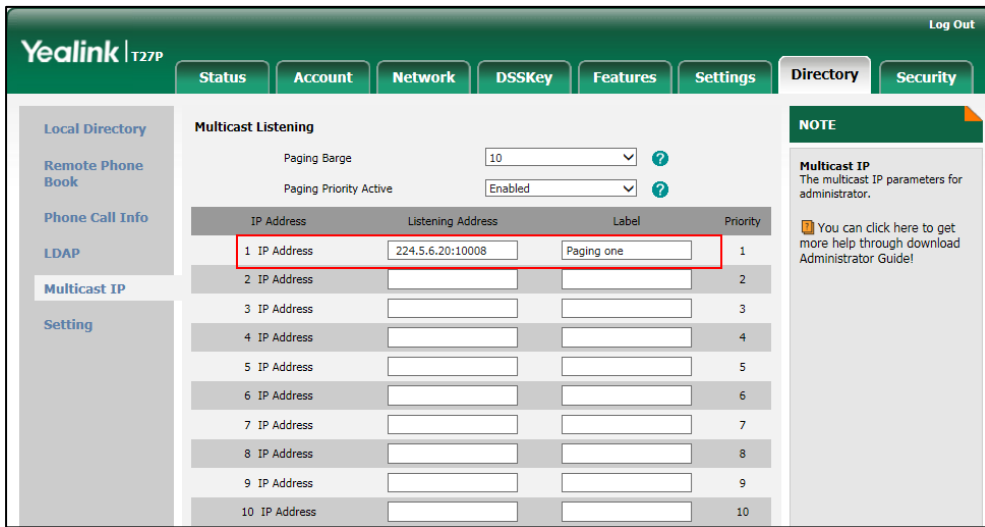 Log Out
Yealink | T27P
Status Account Network DSSKey Features Settings Directory Security
Local Directory
Remote Phone
Book
Phone Call Info
LDAP
Multicast IP
Setting
Multicast Listening
Paging Barge 10 ?
Paging Priority Active Enabled ?
IP Address Listening Address Label Priority
1 IP Address 224.5.6.20:10008 Paging one 1
2 IP Address 2
3 IP Address 3
4 IP Address 4
5 IP Address 5
6 IP Address 6
7 IP Address 7
8 IP Address 8
9 IP Address 9
10 IP Address 10
NOTE
Multicast IP
The multicast IP parameters for
administrator.
? You can click here to get
more help through download
Administrator Guide!